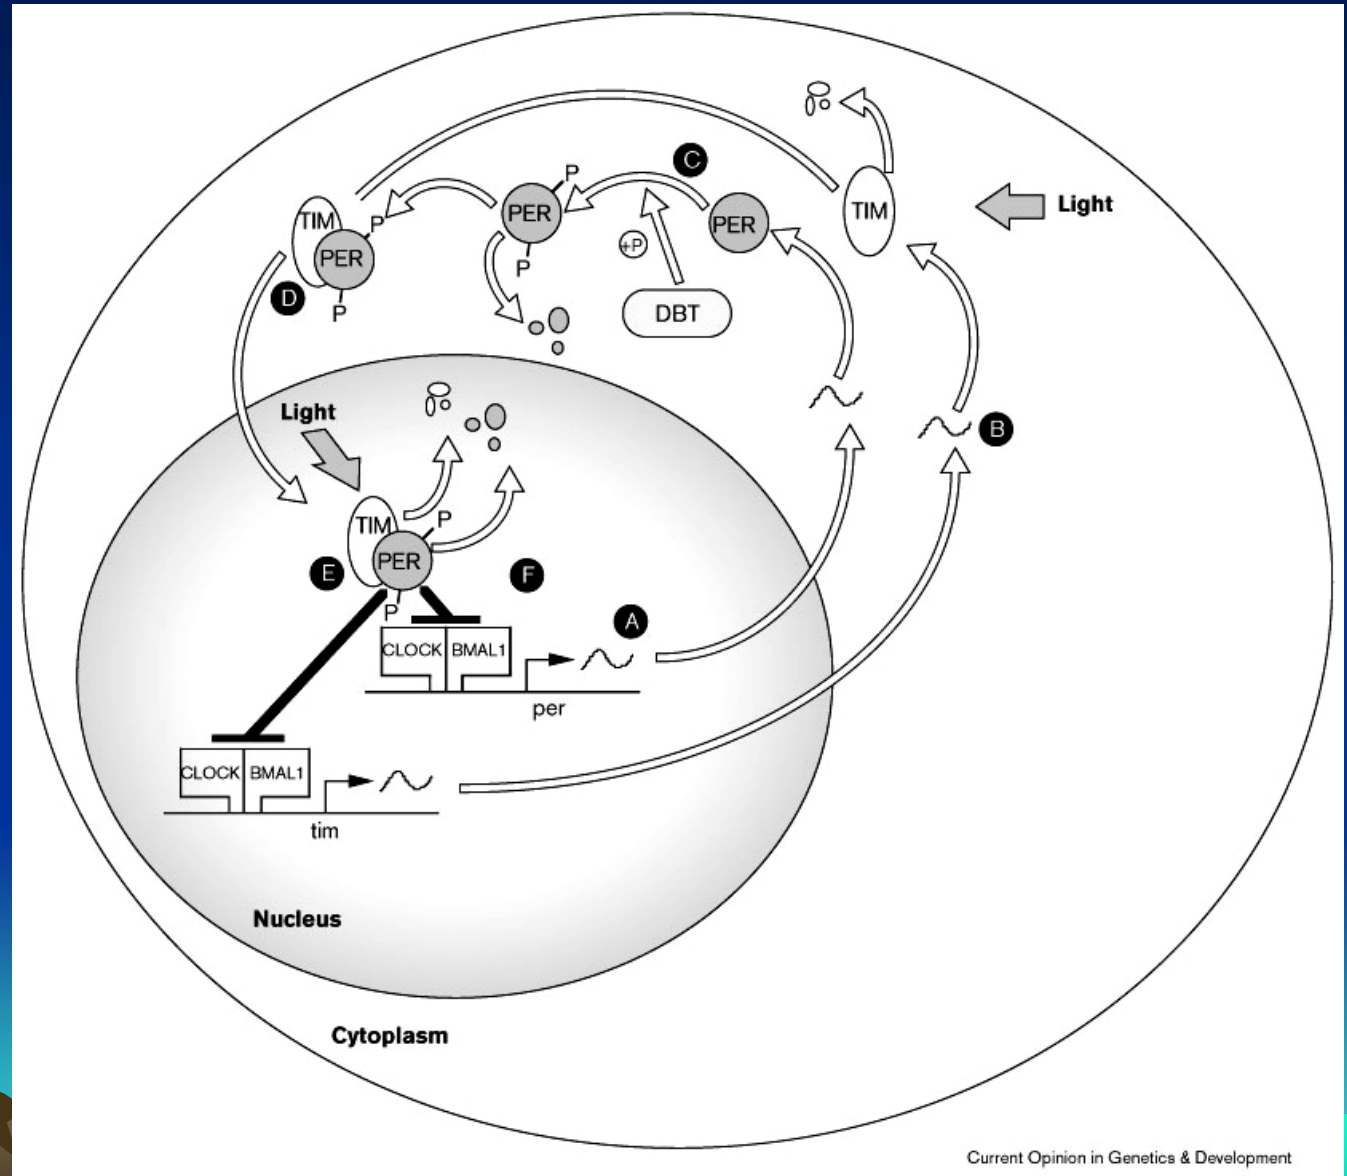 C
P
Light
TIM
PER
PER
TIM
P
+P
PER
P
D
P
DBT
Light
B
TIM
P
PER
E
F
P
A
CLOCK
BMAL1
per
CLOCK
BMAL1
tim
Nucleus
Cytoplasm
Current Opinion in Genetics & Development